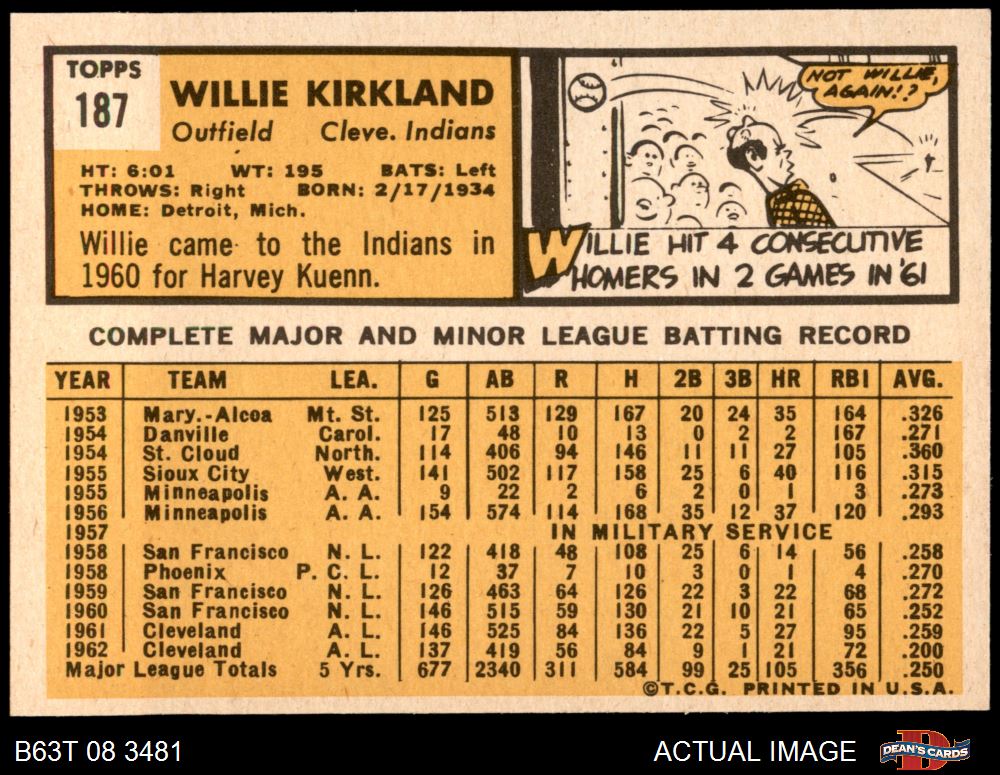 TOPPS
187
WILLIE KIRKLAND
Outfield Cleve. Indians
HT: 6:01 WT: 195 BATS: Left
THROWS: Right BORN: 2/17/1934
HOME: Detroit, Mich.
Willie came to the Indians in
1960 for Harvey Kuenn.
NOT WILLIE,
AGAIN!?
WILLIE HIT 4 CONSECUTIVE
HOMERS IN 2 GAMES IN '61
COMPLETE MAJOR AND MINOR LEAGUE BATTING RECORD
YEAR TEAM LEA. G AB R H 2B 3B HR RBI AVG.
1953 Mary.-Alcoa Mt. St. 125 513 129 167 20 24 35 164 .326
1954 Danville Carol. 17 48 10 13 0 2 2 167 .271
1954 St. Cloud North. 114 406 94 146 11 11 27 105 .360
1955 Sioux City West. 141 502 117 158 25 6 40 116 .315
1955 Minneapolis A. A. 9 22 2 6 2 0 1 3 .273
1956 Minneapolis A. A. 154 574 114 168 35 12 37 120 .293
1957 IN MILITARY SERVICE
1958 San Francisco N. L. 122 418 48 108 25 6 14 56 .258
1958 Phoenix P. C. L. 12 37 7 10 3 0 1 4 .270
1959 San Francisco N. L. 126 463 64 126 22 3 22 68 .272
1960 San Francisco N. L. 146 515 59 130 21 10 21 65 .252
1961 Cleveland A. L. 146 525 84 136 22 5 27 95 .259
1962 Cleveland A. L. 137 419 56 84 9 1 21 72 .200
Major League Totals 5 Yrs. 677 2340 311 584 99 25 105 356 .250
©T.C.G. PRINTED IN U.S.A.
B63T 08 3481 ACTUAL IMAGE DEAN'S CARDS